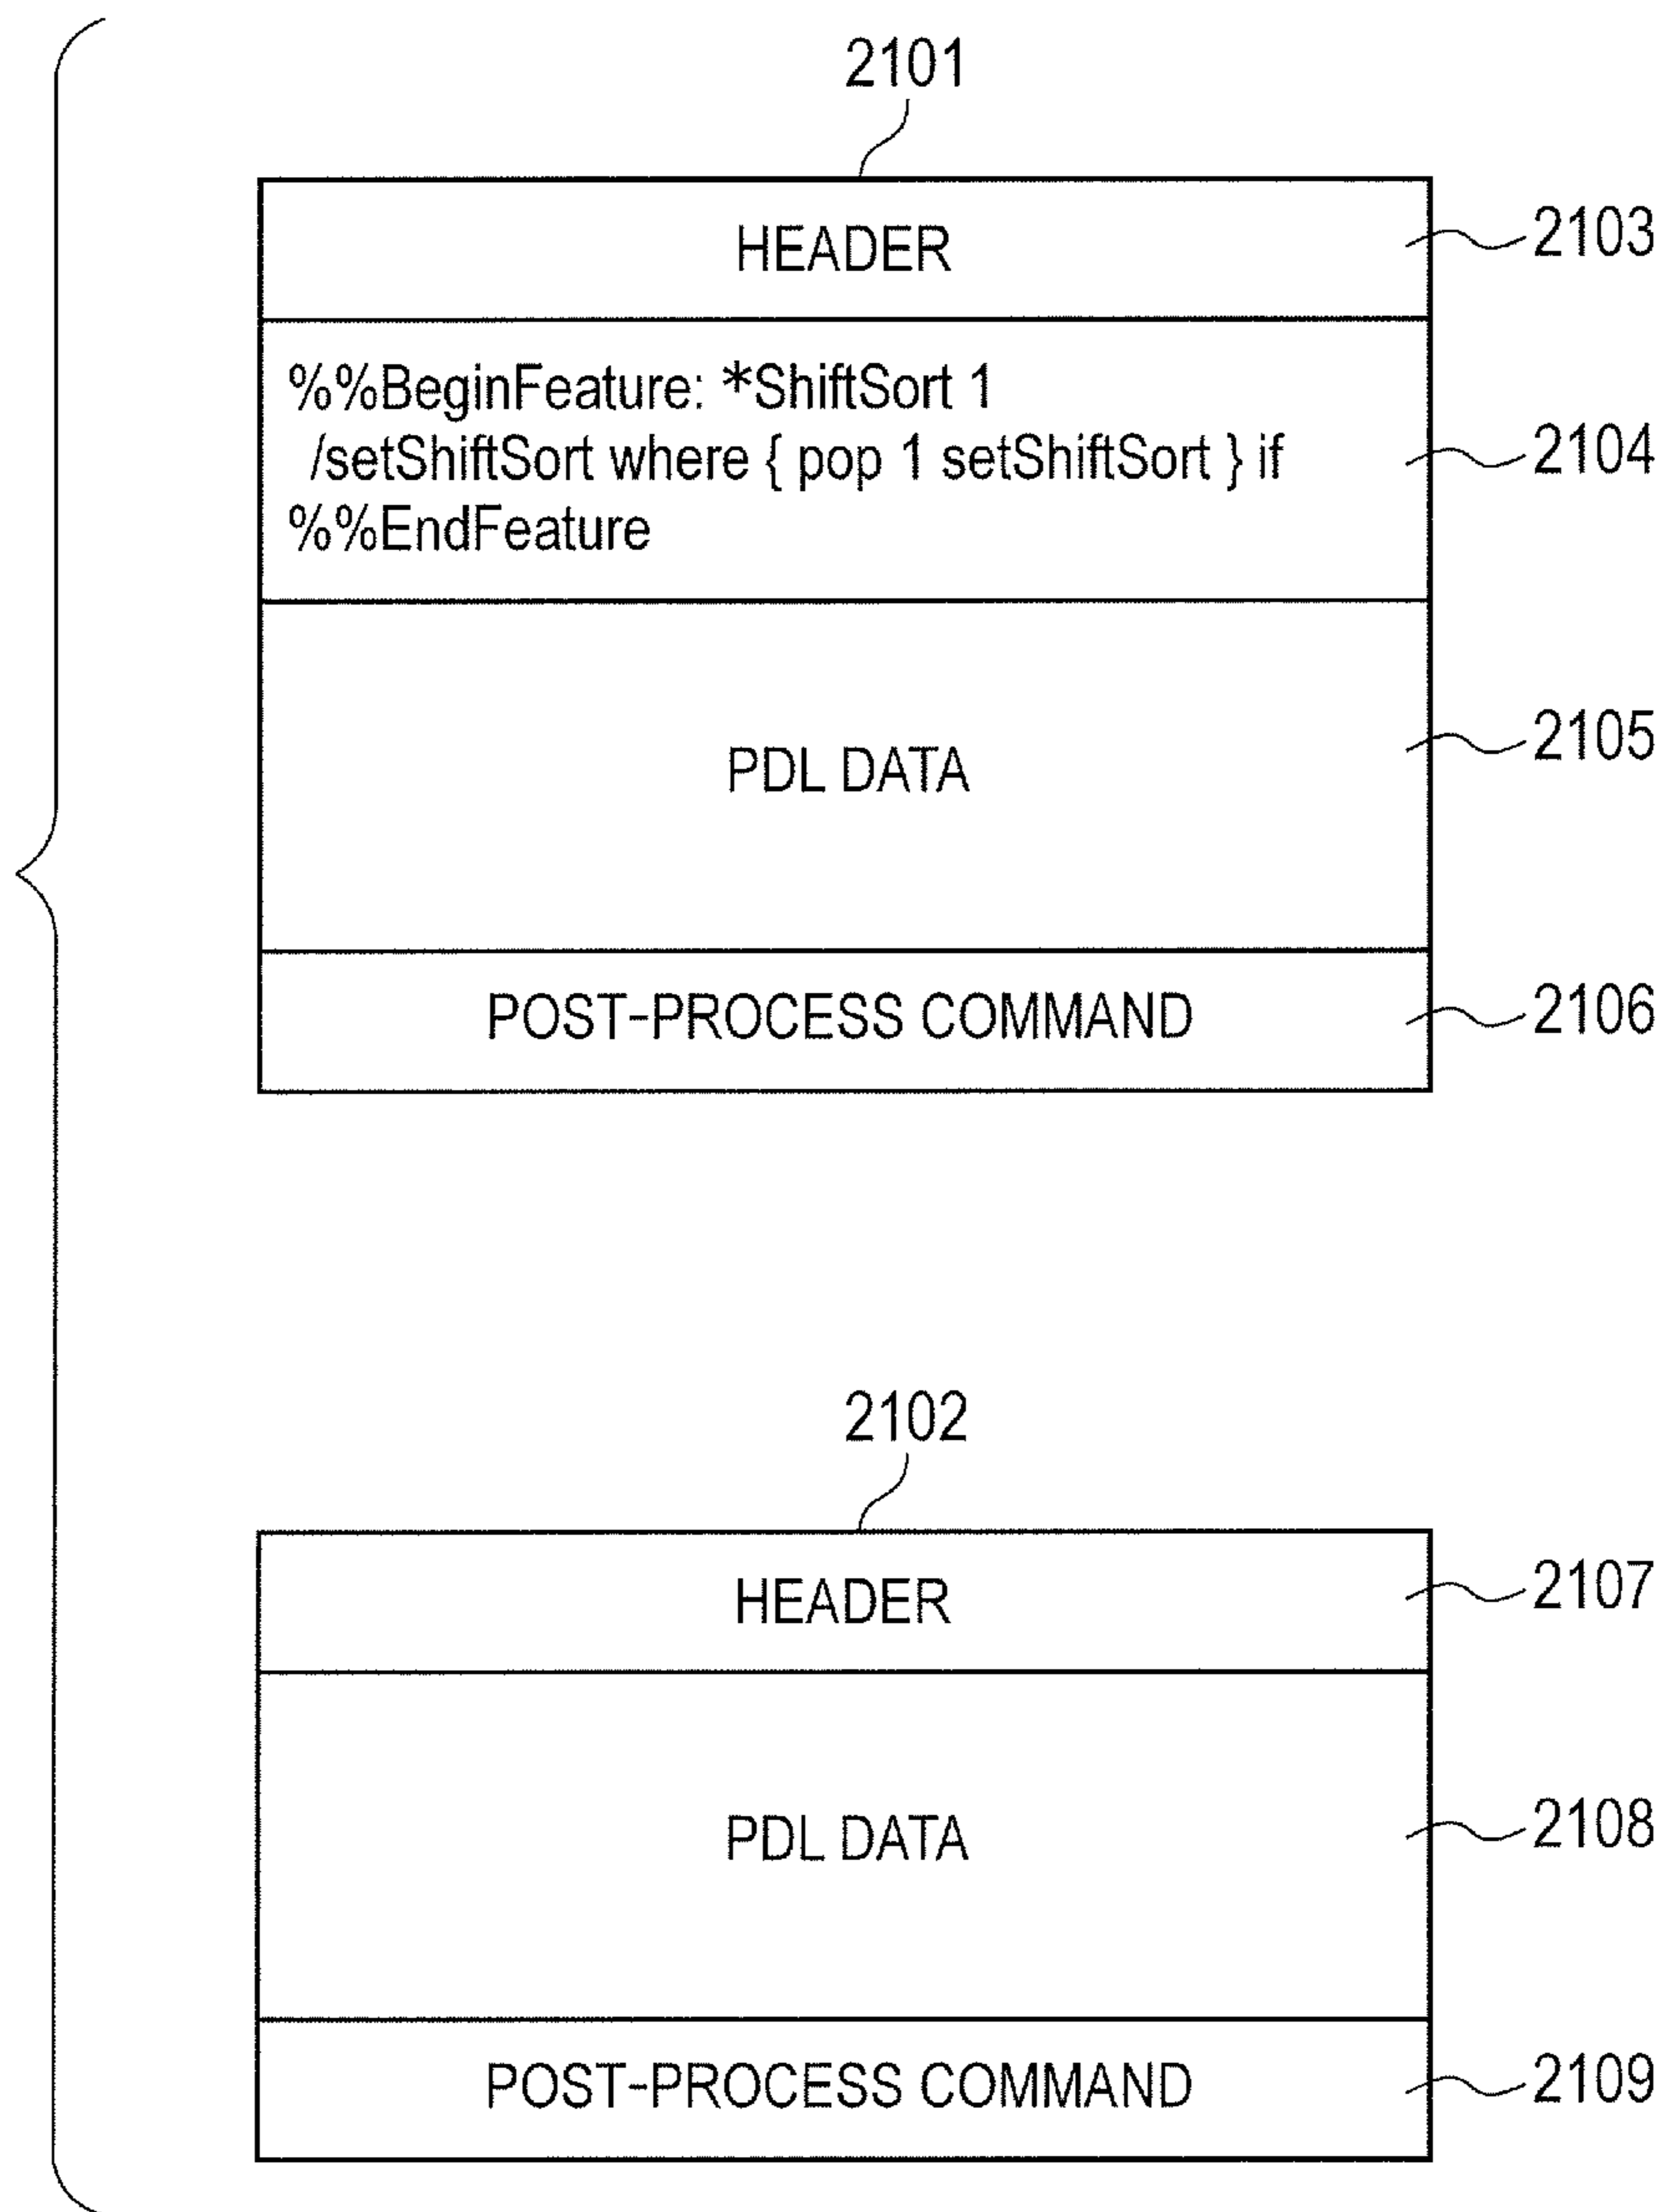 2101
HEADER
2103
%%BeginFeature: *ShiftSort 1
/setShiftSort where { pop 1 setShiftSort } if
%%EndFeature
2104
PDL DATA
2105
POST-PROCESS COMMAND
2106
2102
HEADER
2107
PDL DATA
2108
POST-PROCESS COMMAND
2109